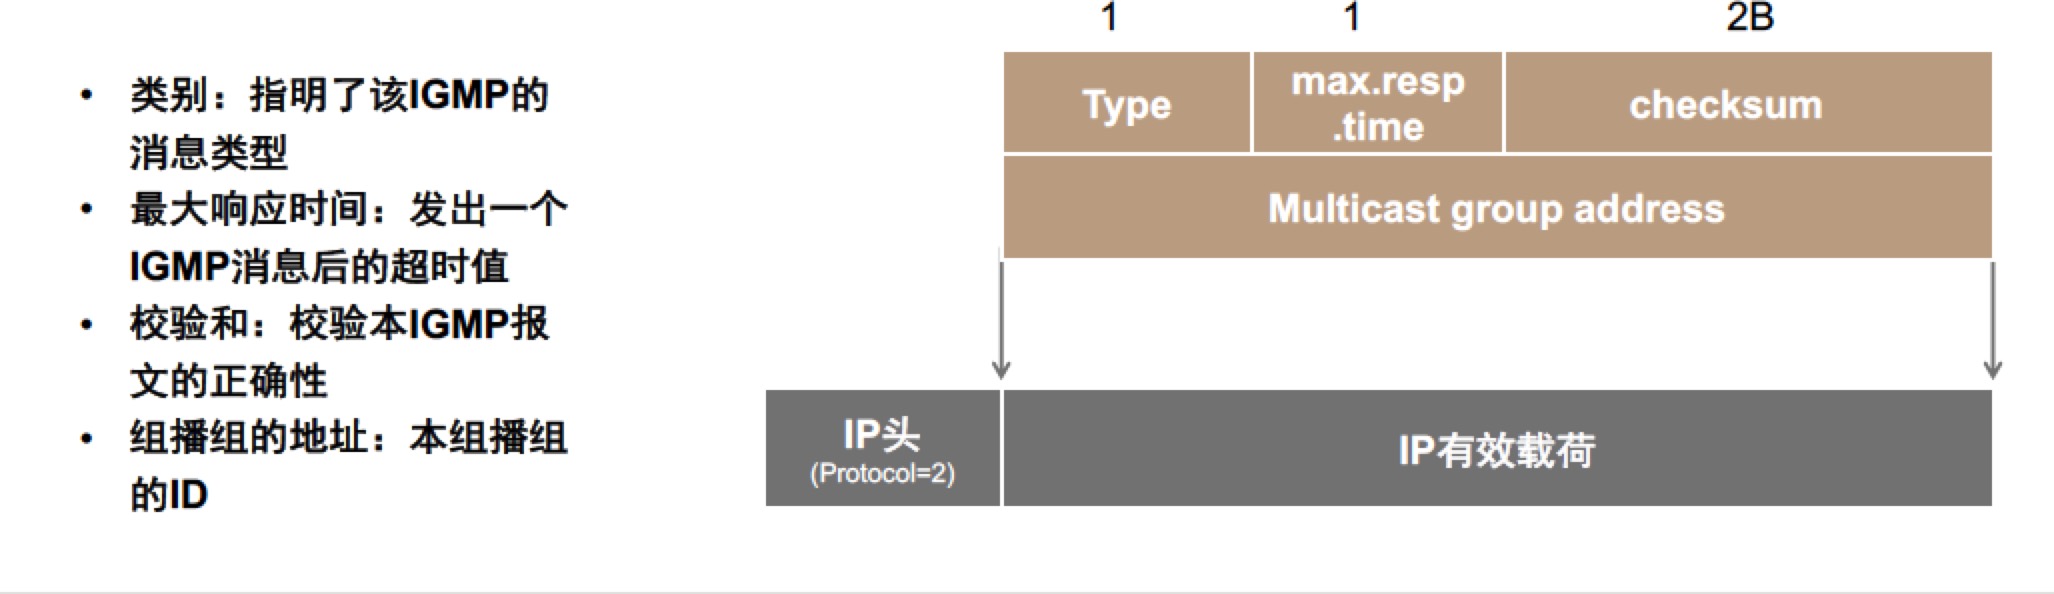 • 类别：指明了该IGMP的
消息类型
• 最大响应时间：发出一个
IGMP消息后的超时值
• 校验和：校验本IGMP报
文的正确性
• 组播组的地址：本组播组
的ID
1 1 2B
Type
max.resp
.time
checksum
Multicast group address
IP头
(Protocol=2)
IP有效载荷